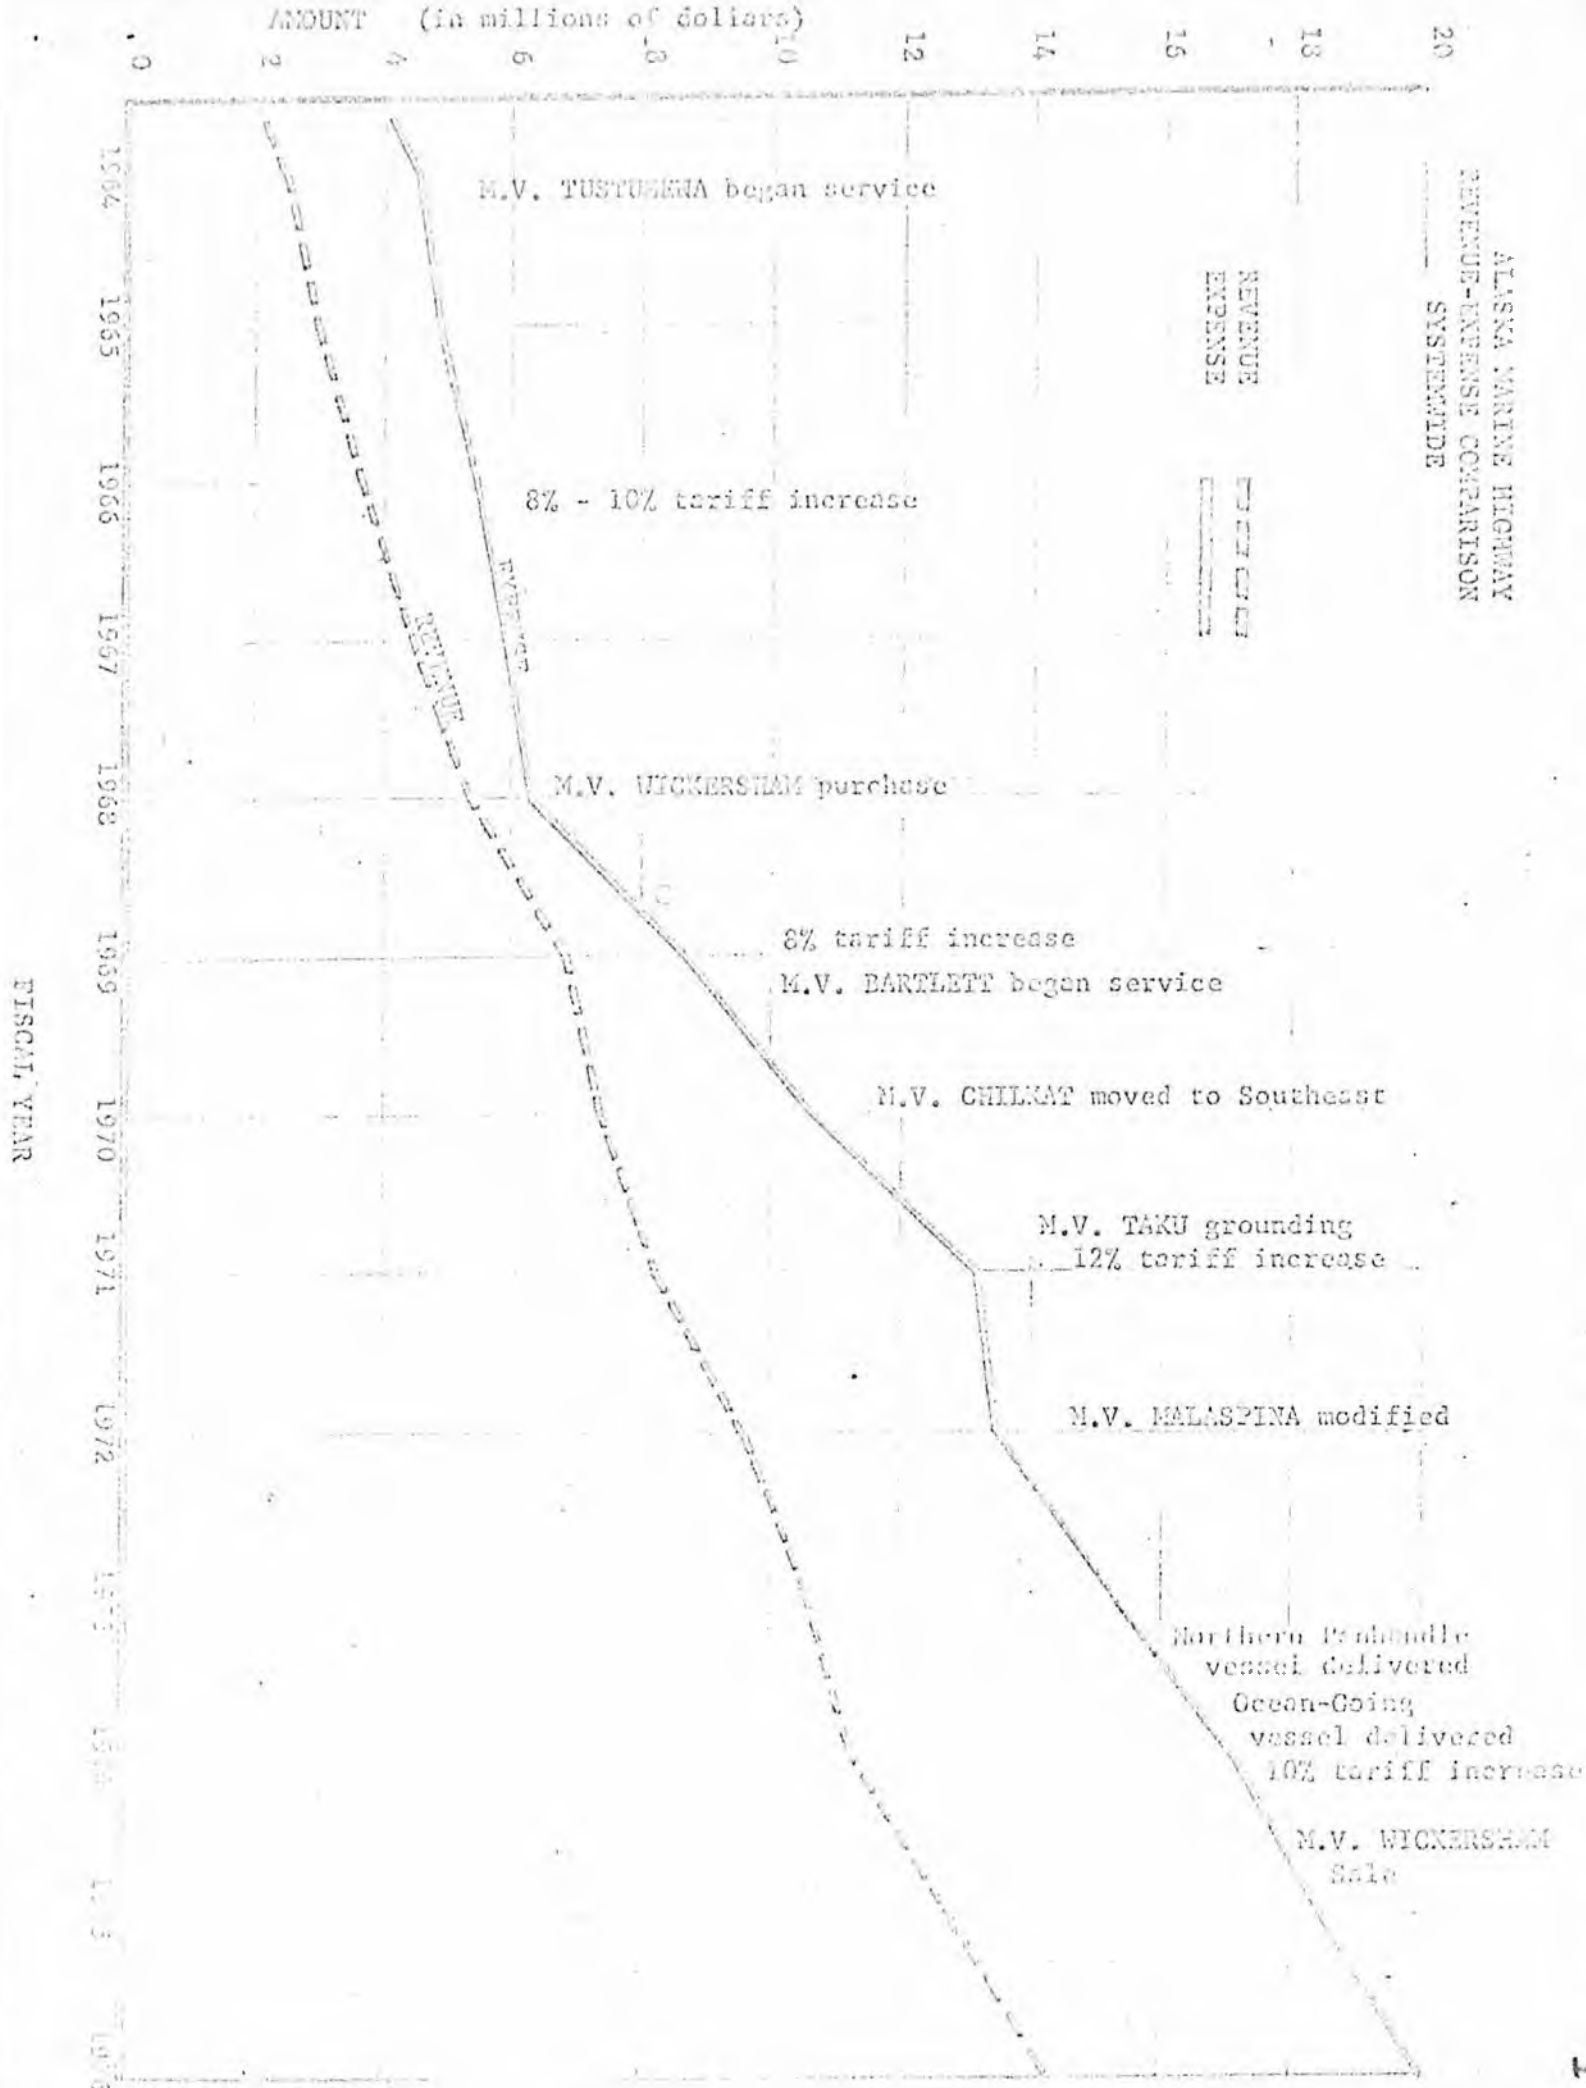 ALASKA MARINE HIGHWAY
REVENUE-EXPENSE COMPARISON
SYSTEMWIDE
REVENUE
EXPENSE
AMOUNT (in millions of dollars)
0
2
4
6
8
10
12
14
16
18
20
M.V. TUSTUMENA began service
8% - 10% tariff increase
EXPENSE
REVENUE
M.V. WICKERSHAM purchase
8% tariff increase
M.V. BARTLETT began service
M.V. CHILKAT moved to Southeast
M.V. TAKU grounding
12% tariff increase
M.V. MALASPINA modified
Northern Panhandle
vessel delivered
Ocean-Going
vessel delivered
10% tariff increase
M.V. WICKERSHAM
Sale
1964
1965
1966
1967
1968
1969
1970
1971
1972
FISCAL YEAR